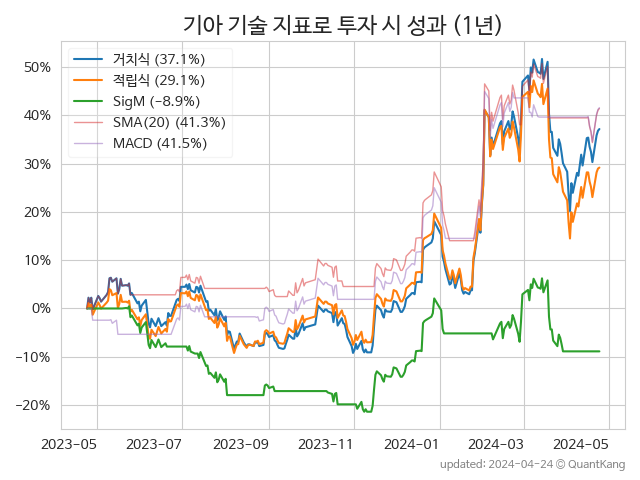 기아 기술 지표로 투자 시 성과 (1년)
거치식 (37.1%)
적립식 (29.1%)
SigM (−8.9%)
SMA(20) (41.3%)
MACD (41.5%)
50%
40%
30%
20%
10%
0%
−10%
−20%
2023-05 2023-07 2023-09 2023-11 2024-01 2024-03 2024-05
updated: 2024-04-24 ⓒ QuantKang